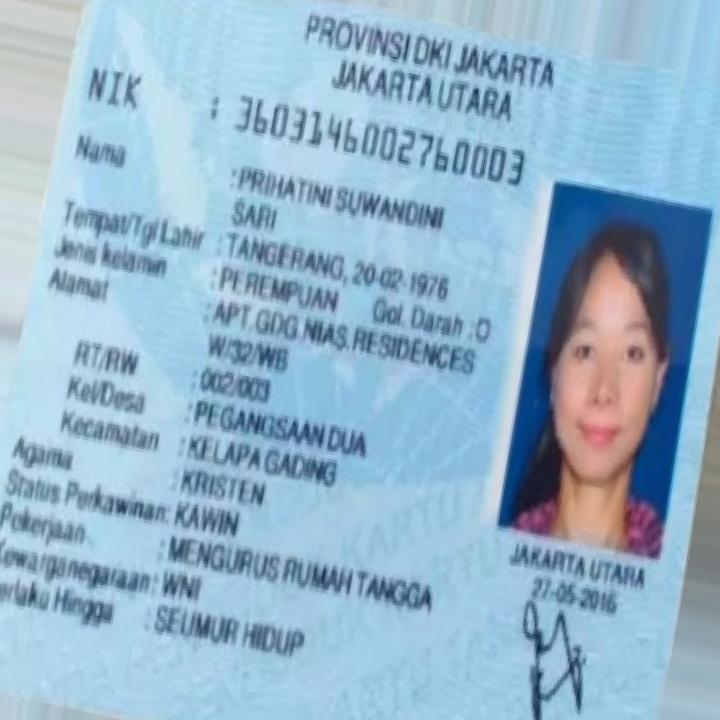 PROVINSI DKI JAKARTA
JAKARTA UTARA
NIK : 3603146002760003
Nama : PRIHATINI SUWANDINI
SARI
Tempat/Tgl Lahir : TANGERANG, 20-02-1976
Jenis kelamin : PEREMPUAN Gol. Darah : O
Alamat : APT.GDG.NIAS.RESIDENCES
W/32/WB
RT/RW : 002/003
Kel/Desa : PEGANGSAAN DUA
Kecamatan : KELAPA GADING
Agama : KRISTEN
Status Perkawinan: KAWIN
Pekerjaan : MENGURUS RUMAH TANGGA
Kewarganegaraan: WNI
erlaku Hingga : SEUMUR HIDUP
JAKARTA UTARA
27-05-2016